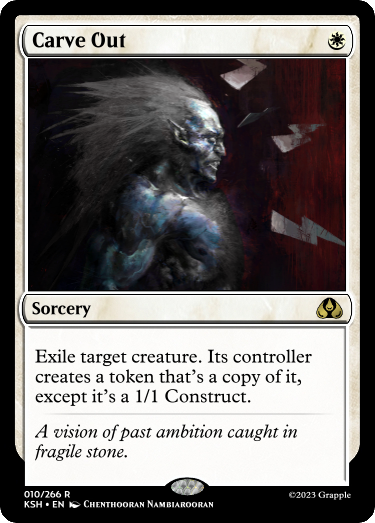 Carve Out
Sorcery
Exile target creature. Its controller
creates a token that's a copy of it,
except it's a 1/1 Construct.
A vision of past ambition caught in
fragile stone.
010/266 R
KSH • EN Chenthooran Nambiarooran
©2023 Grapple